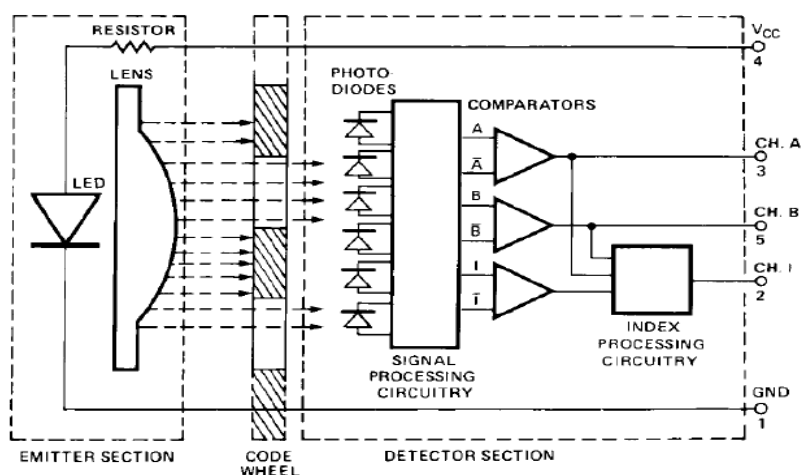 RESISTOR
LENS
LED
PHOTO-
DIODES
COMPARATORS
A
A̅
B
B̅
I
I̅
VCC
4
CH. A
3
CH. B
5
CH. I
2
GND
1
SIGNAL
PROCESSING
CIRCUITRY
INDEX
PROCESSING
CIRCUITRY
EMITTER SECTION
CODE
WHEEL
DETECTOR SECTION